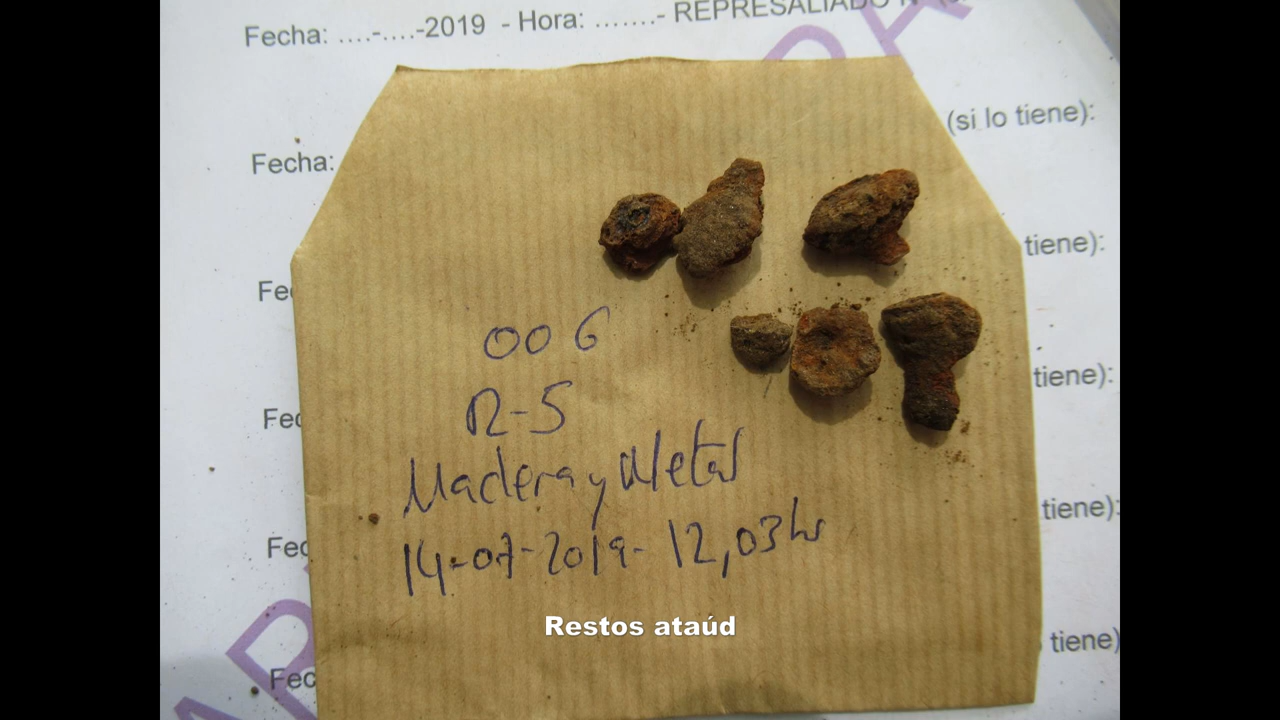 Fecha: ....-....-2019 - Hora: .......- REPRESALIADO N
(si lo tiene):
Fecha:
tiene):
Fe
tiene):
Fec
tiene):
Fec
tiene)
Fec
006
R-5
Madera y Metal
14-07-2019- 12,03 hs
Restos ataúd